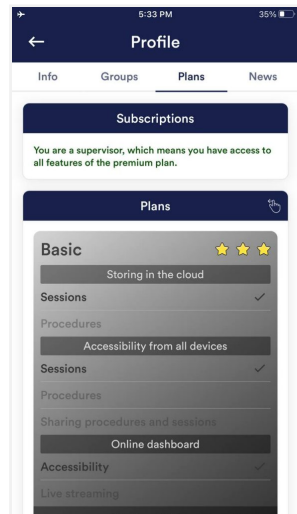 5:33 PM
35%
Profile
Info Groups Plans News
Subscriptions
You are a supervisor, which means you have access to
all features of the premium plan.
Plans
Basic
Storing in the cloud
Sessions
Procedures
Accessibility from all devices
Sessions
Procedures
Sharing procedures and sessions
Online dashboard
Accessibility
Live streaming